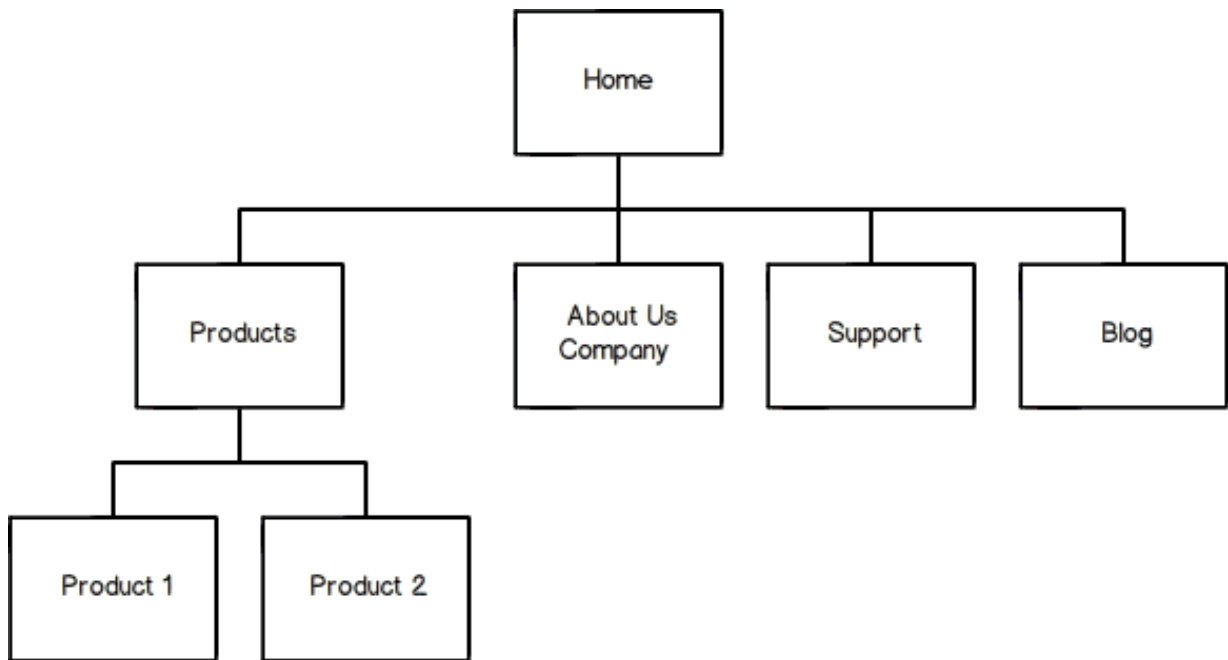 Home
Products
About Us
Company
Support
Blog
Product 1
Product 2